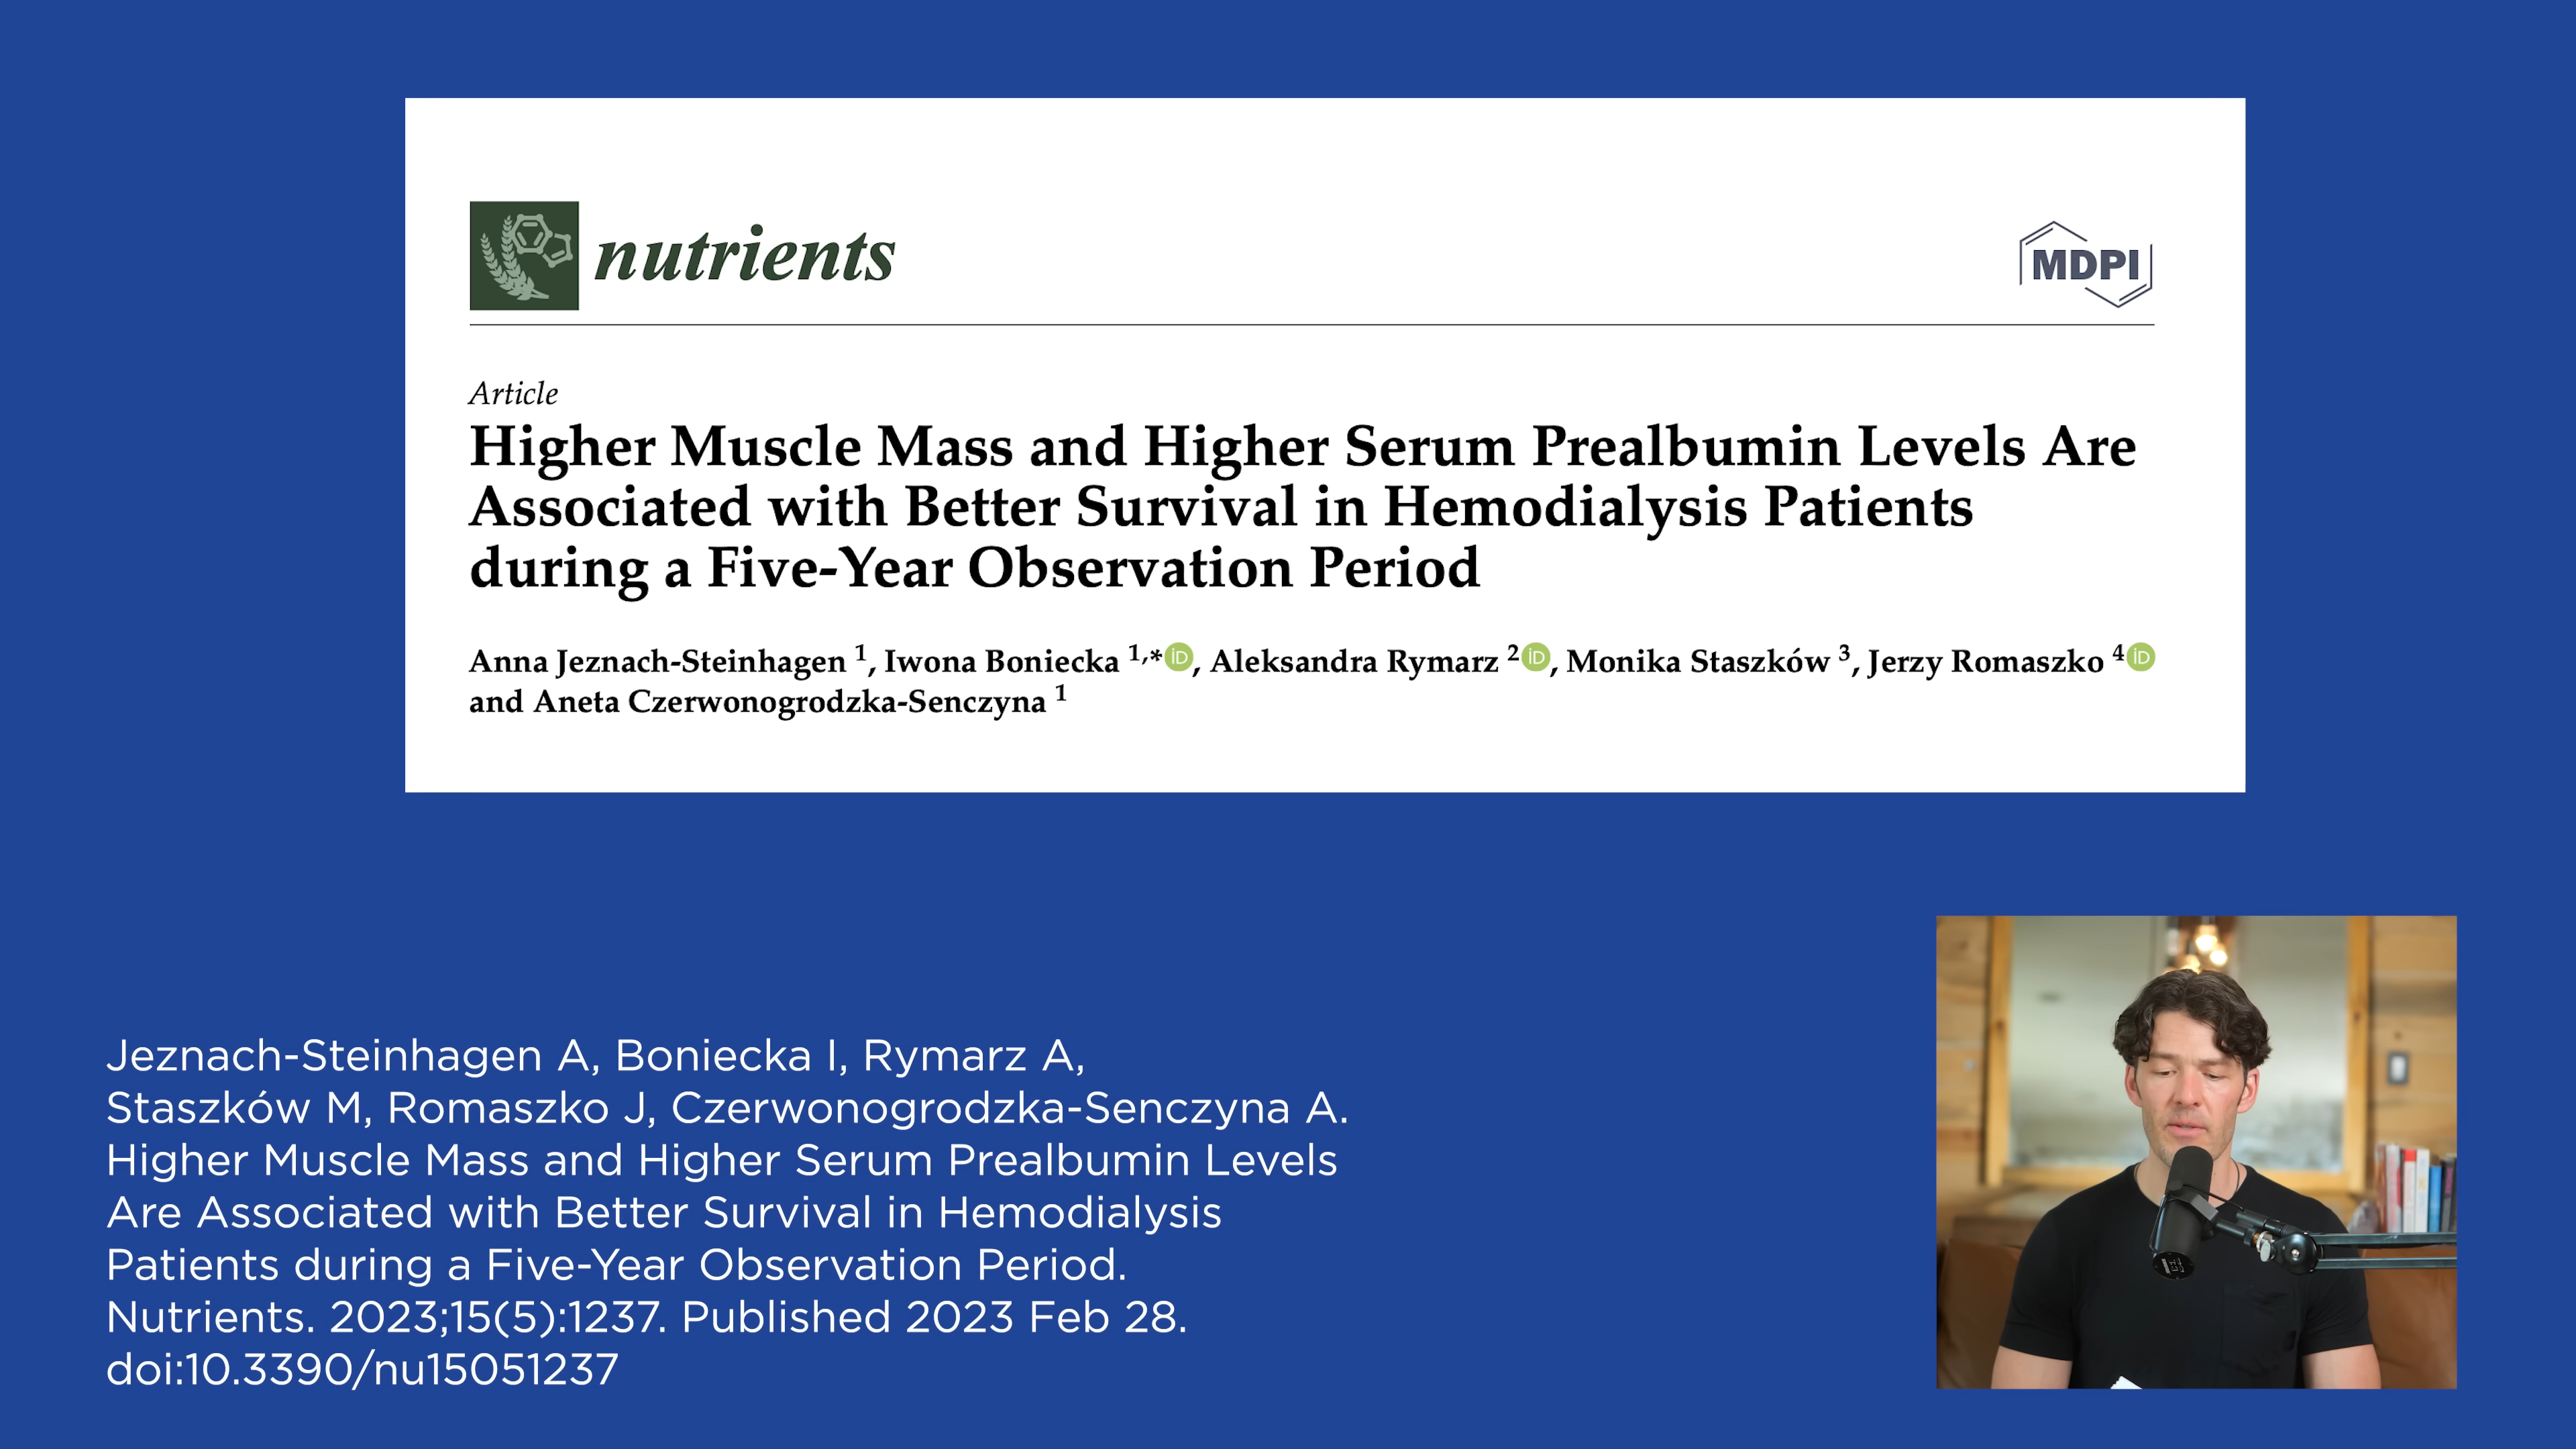 nutrients
MDPI
Article
Higher Muscle Mass and Higher Serum Prealbumin Levels Are
Associated with Better Survival in Hemodialysis Patients
during a Five-Year Observation Period
Anna Jeznach-Steinhagen 1, Iwona Boniecka 1,* iD, Aleksandra Rymarz 2 iD, Monika Staszków 3, Jerzy Romaszko 4 iD
and Aneta Czerwonogrodzka-Senczyna 1
Jeznach-Steinhagen A, Boniecka I, Rymarz A,
Staszków M, Romaszko J, Czerwonogrodzka-Senczyna A.
Higher Muscle Mass and Higher Serum Prealbumin Levels
Are Associated with Better Survival in Hemodialysis
Patients during a Five-Year Observation Period.
Nutrients. 2023;15(5):1237. Published 2023 Feb 28.
doi:10.3390/nu15051237